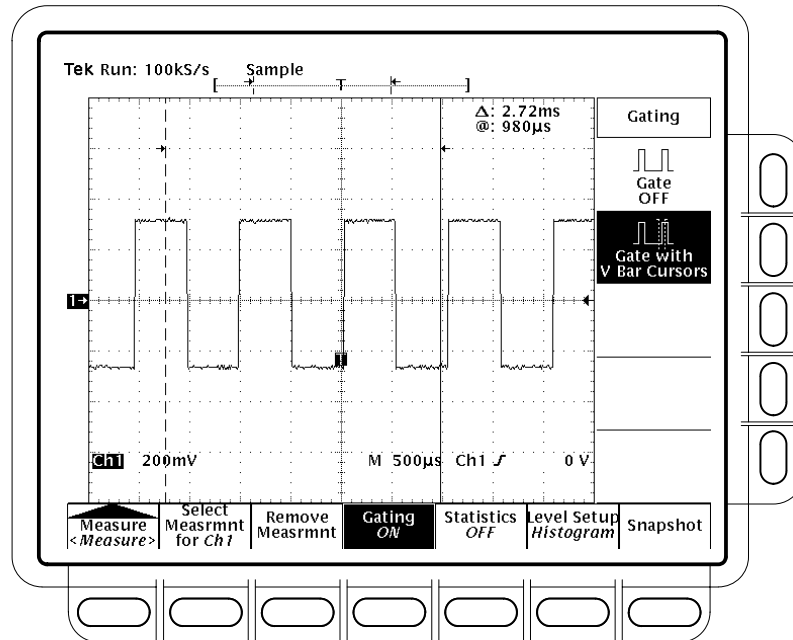 Tek Run: 100kS/s Sample
[ T ]
Δ: 2.72ms
@: 980µs
Gating
Gate
OFF
Gate with
V Bar Cursors
1
T
Ch1 200mV M 500µs Ch1 0 V
Measure
<Measure>
Select
Measrmnt
for Ch1
Remove
Measrmnt
Gating
ON
Statistics
OFF
Level Setup
Histogram
Snapshot